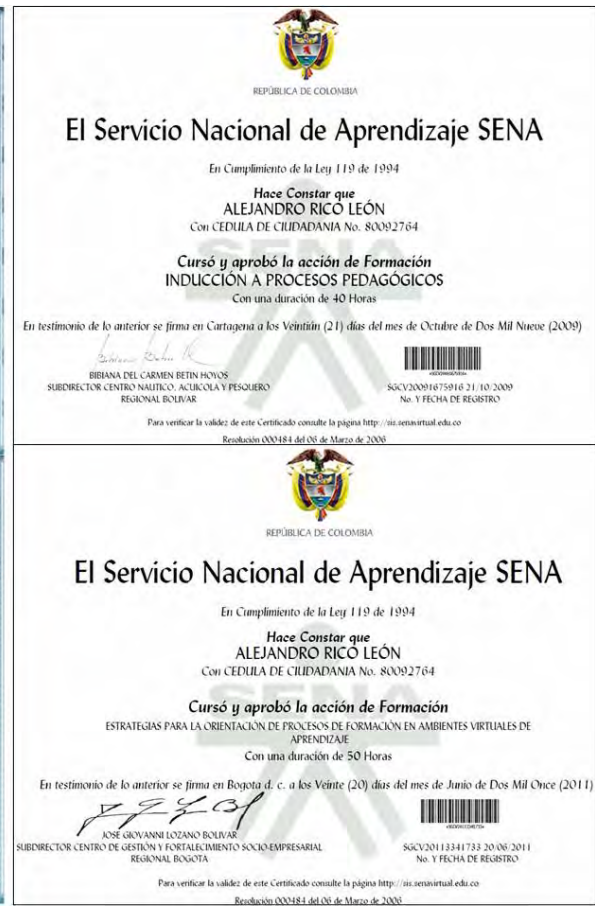 REPÚBLICA DE COLOMBIA
El Servicio Nacional de Aprendizaje SENA
En Cumplimiento de la Ley 119 de 1994
Hace Constar que
ALEJANDRO RICO LEÓN
Con CEDULA DE CIUDADANIA No. 80092764
SENA
Cursó y aprobó la acción de Formación
INDUCCIÓN A PROCESOS PEDAGÓGICOS
Con una duración de 40 Horas
En testimonio de lo anterior se firma en Cartagena a los Veintiún (21) días del mes de Octubre de Dos Mil Nueve (2009)
BIBIANA DEL CARMEN BETIN HOYOS
SUBDIRECTOR CENTRO NAUTICO, ACUICOLA Y PESQUERO
REGIONAL BOLIVAR
SGCV20091675916 21/10/2009
No. Y FECHA DE REGISTRO
Para verificar la validez de este Certificado consulte la página http://sis.senavirtual.edu.co
Resolución 000484 del 06 de Marzo de 2006
REPÚBLICA DE COLOMBIA
El Servicio Nacional de Aprendizaje SENA
En Cumplimiento de la Ley 119 de 1994
Hace Constar que
ALEJANDRO RICO LEÓN
Con CEDULA DE CIUDADANIA No. 80092764
SENA
Cursó y aprobó la acción de Formación
ESTRATEGIAS PARA LA ORIENTACIÓN DE PROCESOS DE FORMACIÓN EN AMBIENTES VIRTUALES DE
APRENDIZAJE
Con una duración de 50 Horas
En testimonio de lo anterior se firma en Bogota d. c. a los Veinte (20) días del mes de Junio de Dos Mil Once (2011)
JOSE GIOVANNI LOZANO BOLIVAR
SUBDIRECTOR CENTRO DE GESTIÓN Y FORTALECIMIENTO SOCIO-EMPRESARIAL
REGIONAL BOGOTA
SGCV20113341733 20/06/2011
No. Y FECHA DE REGISTRO
Para verificar la validez de este Certificado consulte la página http://sis.senavirtual.edu.co
Resolución 000484 del 06 de Marzo de 2006